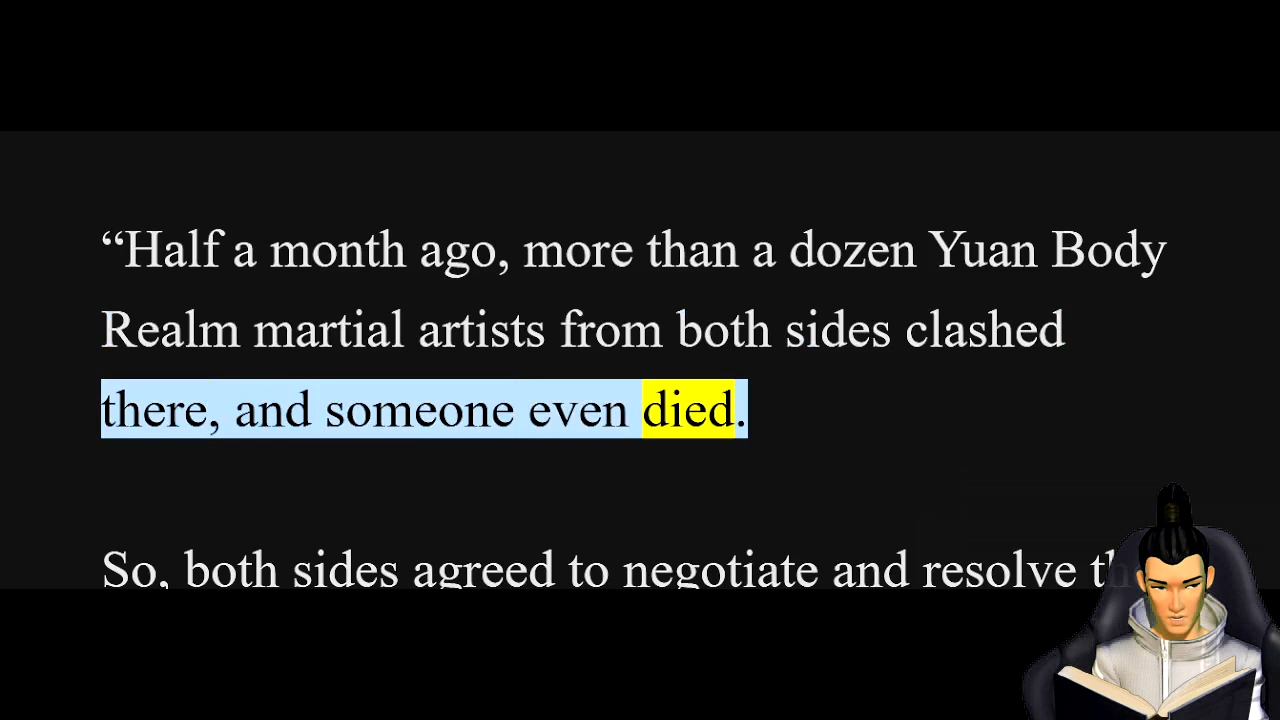 “Half a month ago, more than a dozen Yuan Body
Realm martial artists from both sides clashed
there, and someone even died.
So, both sides agreed to negotiate and resolve